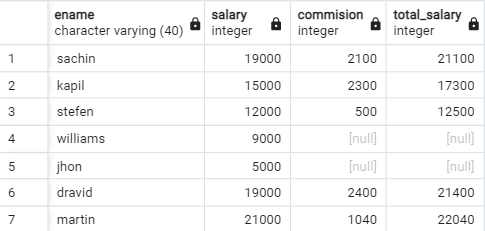 ename salary commision total_salary
character varying (40) integer integer integer
1 sachin 19000 2100 21100
2 kapil 15000 2300 17300
3 stefen 12000 500 12500
4 williams 9000 [null] [null]
5 jhon 5000 [null] [null]
6 dravid 19000 2400 21400
7 martin 21000 1040 22040